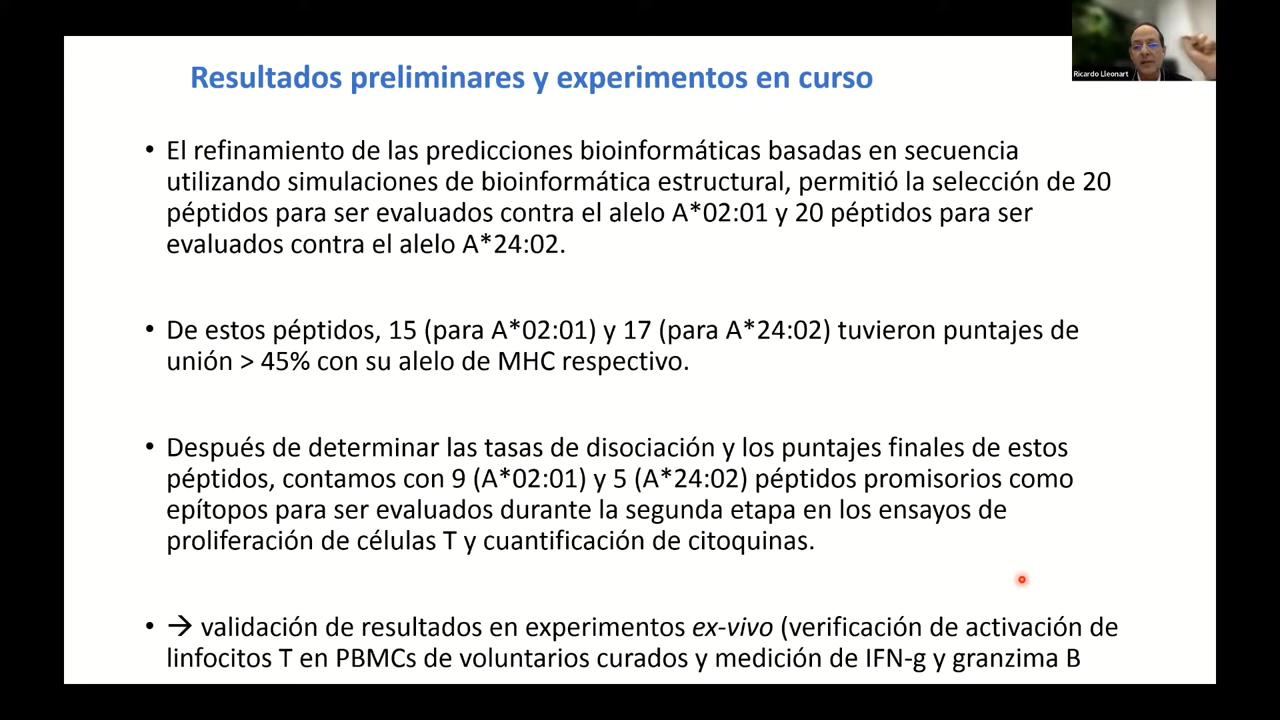 Resultados preliminares y experimentos en curso
Ricardo Lleonart
• El refinamiento de las predicciones bioinformáticas basadas en secuencia
utilizando simulaciones de bioinformática estructural, permitió la selección de 20
péptidos para ser evaluados contra el alelo A*02:01 y 20 péptidos para ser
evaluados contra el alelo A*24:02.
• De estos péptidos, 15 (para A*02:01) y 17 (para A*24:02) tuvieron puntajes de
unión > 45% con su alelo de MHC respectivo.
• Después de determinar las tasas de disociación y los puntajes finales de estos
péptidos, contamos con 9 (A*02:01) y 5 (A*24:02) péptidos promisorios como
epítopos para ser evaluados durante la segunda etapa en los ensayos de
proliferación de células T y cuantificación de citoquinas.
• → validación de resultados en experimentos ex-vivo (verificación de activación de
linfocitos T en PBMCs de voluntarios curados y medición de IFN-g y granzima B